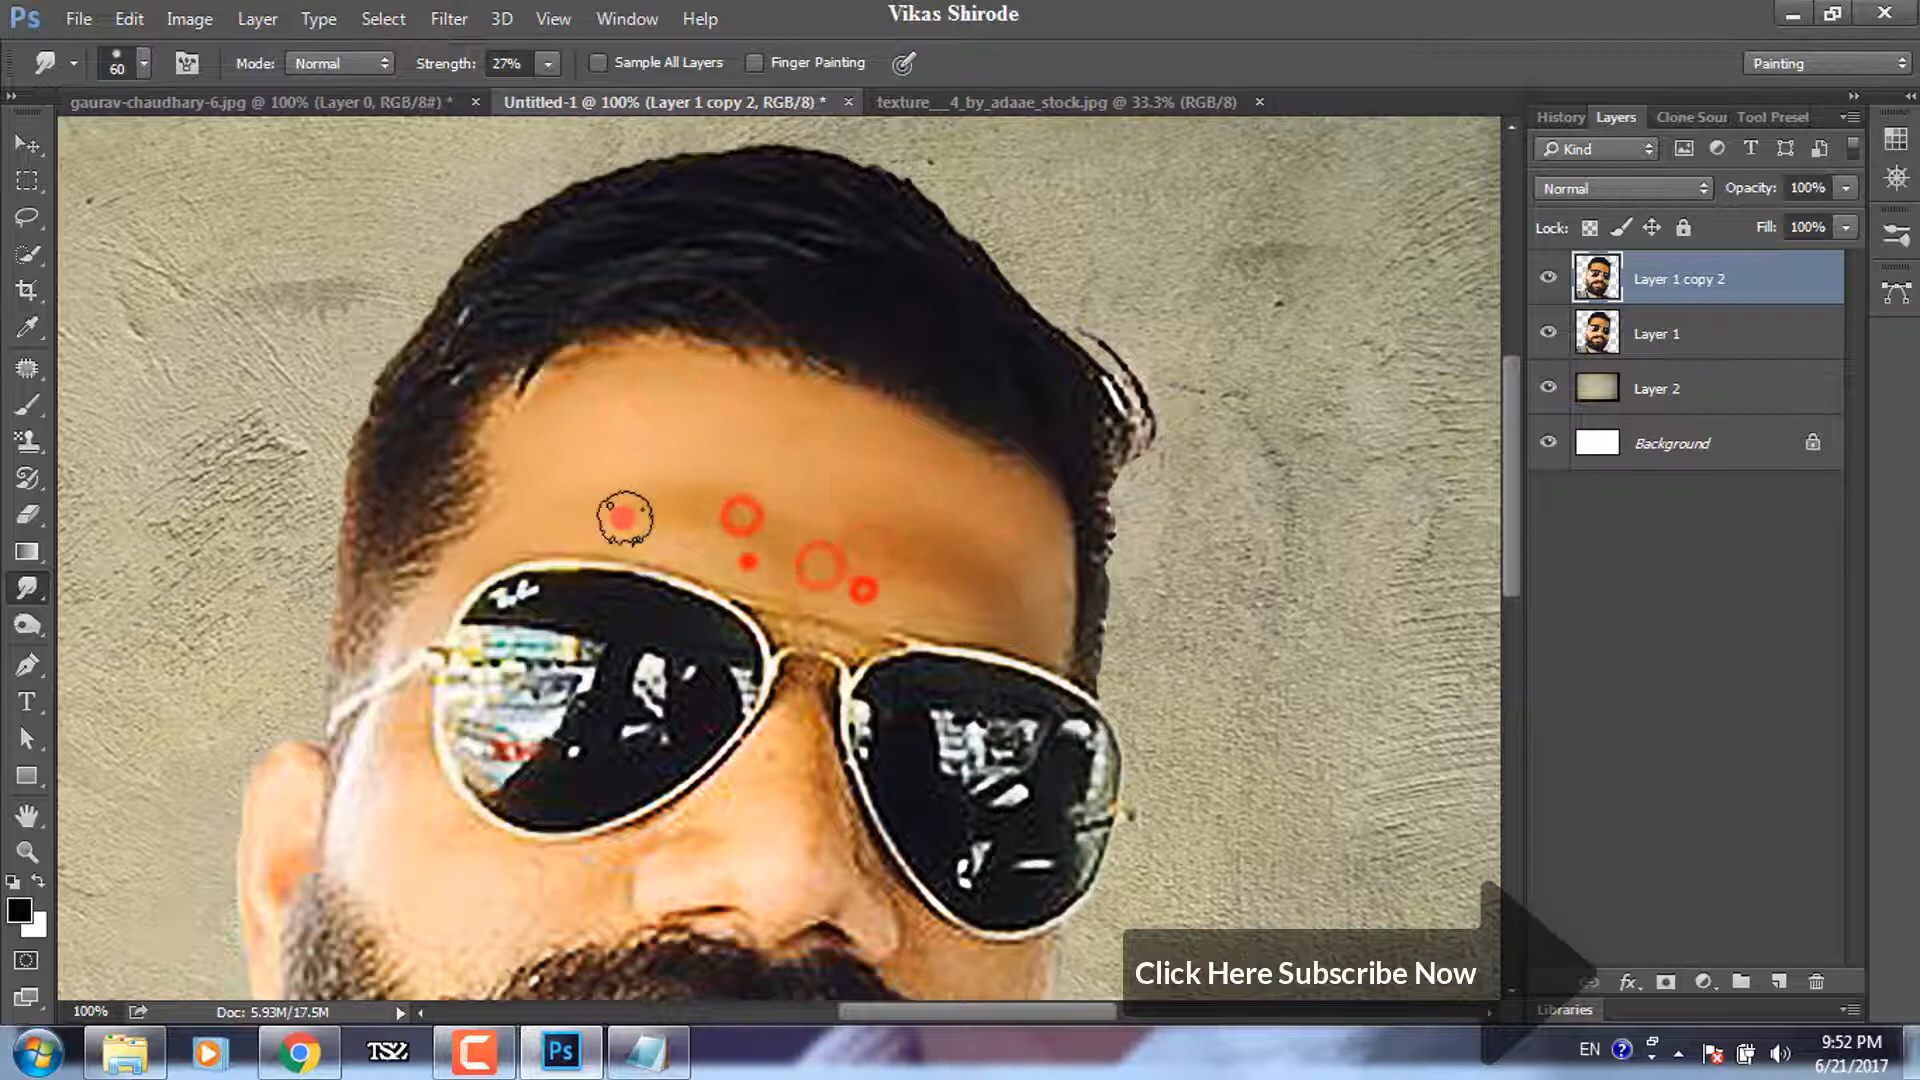 Ps File Edit Image Layer Type Select Filter 3D View Window Help
Vikas Shirode
60 Mode: Normal Strength: 27% Sample All Layers Finger Painting Painting
gaurav-chaudhary-6.jpg @ 100% (Layer 0, RGB/8#) * Untitled-1 @ 100% (Layer 1 copy 2, RGB/8) * texture__4_by_adaae_stock.jpg @ 33.3% (RGB/8)
History Layers Clone Sour Tool Preset
Kind
Normal Opacity: 100%
Lock: Fill: 100%
Layer 1 copy 2
Layer 1
Layer 2
Background
Click Here Subscribe Now
fx
100% Doc: 5.93M/17.5M
Libraries
Ps
EN
9:52 PM
6/21/2017